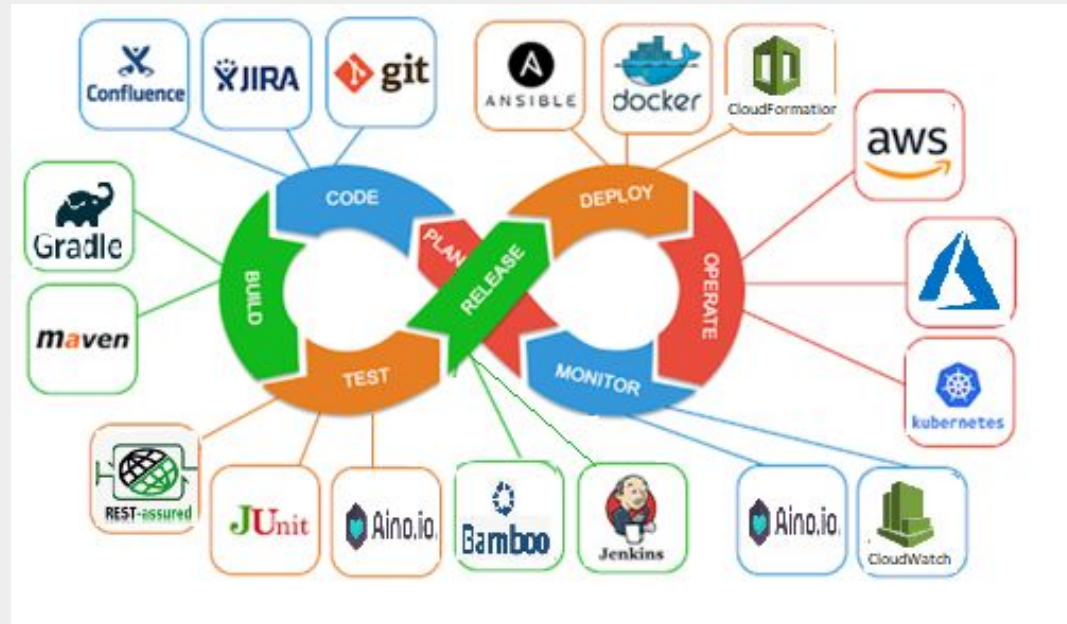 Confluence
JIRA
git
ANSIBLE
docker
CloudFormation
aws
Gradle
maven
CODE
PLAN
BUILD
TEST
RELEASE
DEPLOY
OPERATE
MONITOR
kubernetes
REST-assured
JUnit
Aino.io.
Bamboo
Jenkins
Aino.io.
CloudWatch